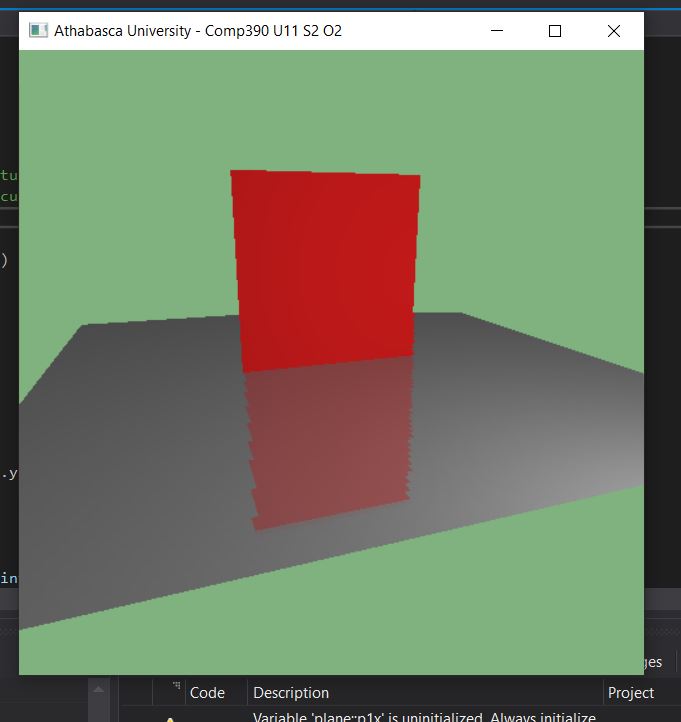 Athabasca University - Comp390 U11 S2 O2
tu
cu
)
.y
in
ges
Code Description Project
Variable 'plane::p1x' is uninitialized. Always initialize